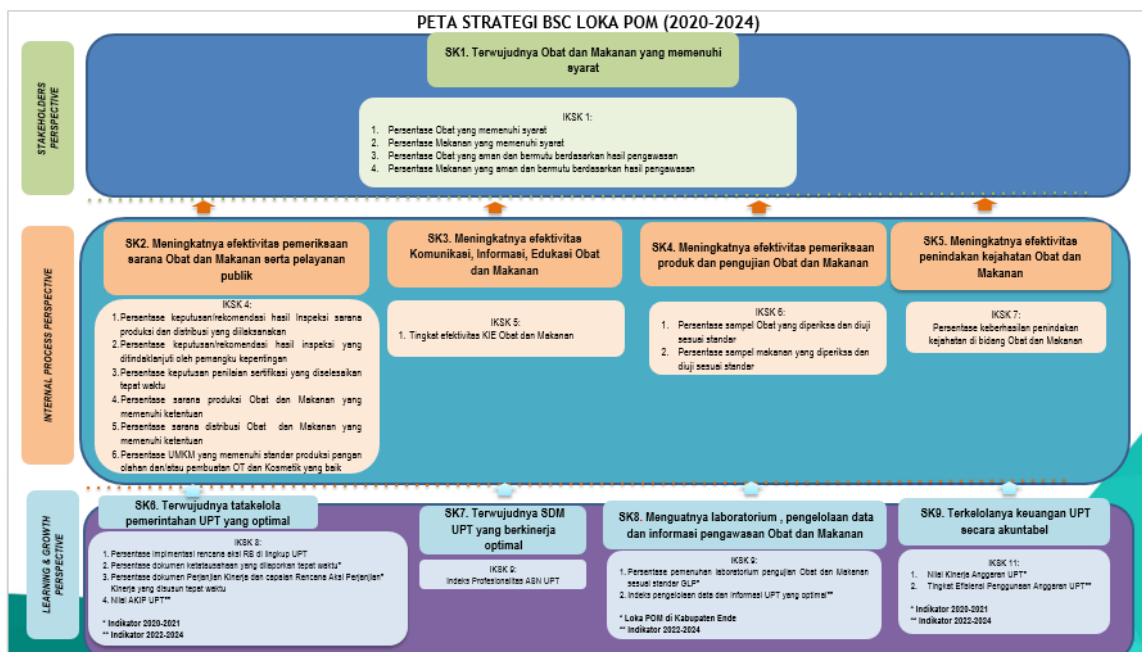 PETA STRATEGI BSC LOKA POM (2020-2024)
STAKEHOLDERS
PERSPECTIVE
SK1. Terwujudnya Obat dan Makanan yang memenuhi
syarat
IKSK 1:
1. Persentase Obat yang memenuhi syarat
2. Persentase Makanan yang memenuhi syarat
3. Persentase Obat yang aman dan bermutu berdasarkan hasil pengawasan
4. Persentase Makanan yang aman dan bermutu berdasarkan hasil pengawasan
INTERNAL PROCESS PERSPECTIVE
SK2. Meningkatnya efektivitas pemeriksaan
sarana Obat dan Makanan serta pelayanan
publik
IKSK 4:
1. Persentase keputusan/rekomendasi hasil Inspeksi sarana
produksi dan distribusi yang dilaksanakan
2. Persentase keputusan/rekomendasi hasil inspeksi yang
ditindaklanjuti oleh pemangku kepentingan
3. Persentase keputusan penilaian sertifikasi yang diselesaikan
tepat waktu
4. Persentase sarana produksi Obat dan Makanan yang
memenuhi ketentuan
5. Persentase sarana distribusi Obat dan Makanan yang
memenuhi ketentuan
6. Persentase UMKM yang memenuhi standar produksi pangan
olahan dan/atau pembuatan OT dan Kosmetik yang baik
SK3. Meningkatnya efektivitas
Komunikasi, Informasi, Edukasi Obat
dan Makanan
IKSK 5:
1. Tingkat efektivitas KIE Obat dan Makanan
SK4. Meningkatnya efektivitas pemeriksaan
produk dan pengujian Obat dan Makanan
IKSK 6:
1. Persentase sampel Obat yang diperiksa dan diuji
sesuai standar
2. Persentase sampel makanan yang diperiksa dan
diuji sesuai standar
SK5. Meningkatnya efektivitas
penindakan kejahatan Obat dan
Makanan
IKSK 7:
Persentase keberhasilan penindakan
kejahatan di bidang Obat dan Makanan
LEARNING & GROWTH
PERSPECTIVE
SK6. Terwujudnya tatakelola
pemerintahan UPT yang optimal
IKSK 8:
1. Persentase implmentasi rencana aksi RB di lingkup UPT
2. Persentase dokumen ketatausahaan yang dilaporkan tepat waktu*
3. Persentase dokumen Perjanjian Kinerja dan capaian Rencana Aksi Perjanjian*
Kinerja yang disusun tepat waktu
4. Nilai AKIP UPT**
* Indikator 2020-2021
** Indikator 2022-2024
SK7. Terwujudnya SDM
UPT yang berkinerja
optimal
IKSK 9:
Indeks Profesionalitas ASN UPT
SK8. Menguatnya laboratorium , pengelolaan data
dan informasi pengawasan Obat dan Makanan
IKSK 9:
1. Persentase pemenuhan laboratorium pengujian Obat dan Makanan
sesuai standar GLP*
2. Indeks pengelolaan data dan informasi UPT yang optimal**
* Loka POM di Kabupaten Ende
** Indikator 2022-2024
SK9. Terkelolanya keuangan UPT
secara akuntabel
IKSK 11:
1. Nilai Kinerja Anggaran UPT*
2. Tingkat Efisiensi Penggunaan Anggaran UPT**
* Indikator 2020-2021
** Indikator 2022-2024